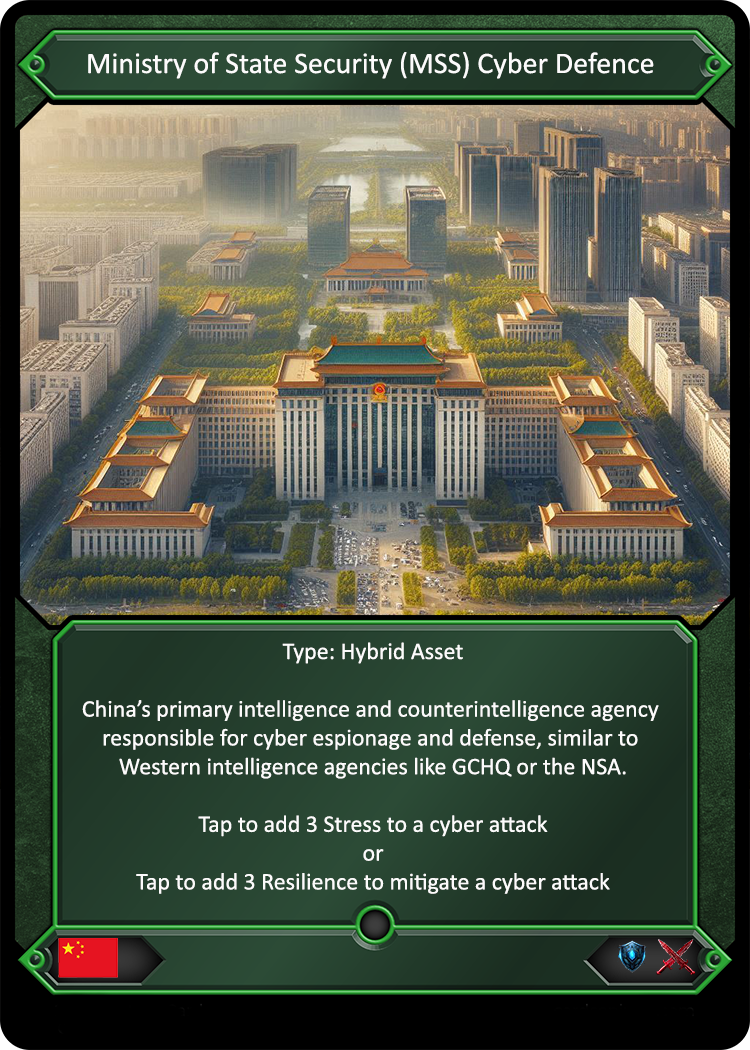 Ministry of State Security (MSS) Cyber Defence
Type: Hybrid Asset
China’s primary intelligence and counterintelligence agency
responsible for cyber espionage and defense, similar to
Western intelligence agencies like GCHQ or the NSA.
Tap to add 3 Stress to a cyber attack
or
Tap to add 3 Resilience to mitigate a cyber attack